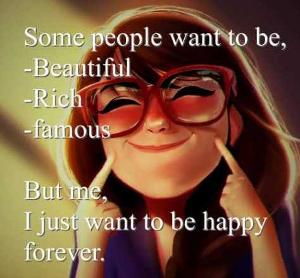 Some people want to be,
-Beautiful
-Rich
-famous
But me,
I just want to be happy
forever.